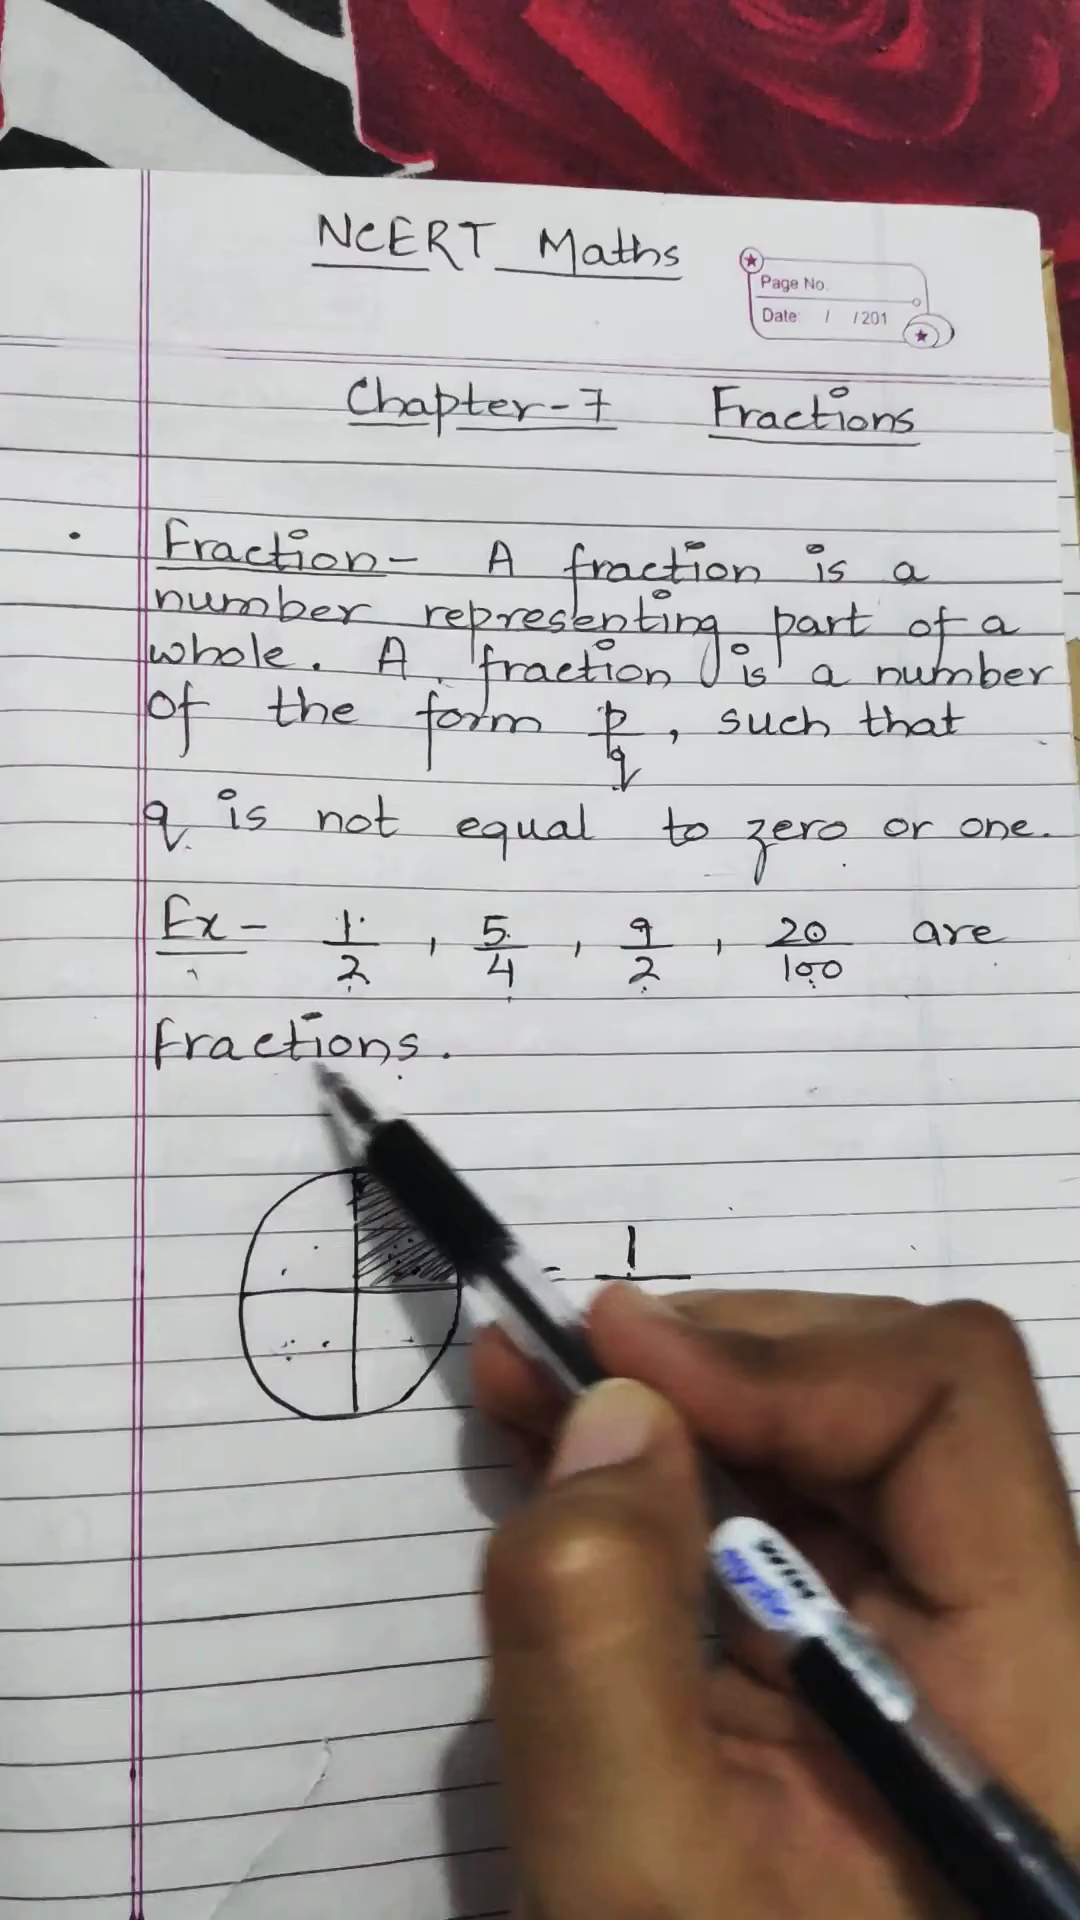 NCERT Maths
Page No.
Date: / /201
Chapter-7 Fractions
Fraction - A fraction is a
number representing part of a
whole. A fraction is a number
of the form p/q, such that
q is not equal to zero or one.
Ex - 1/2, 5/4, 9/2, 20/100 are
fractions.
= 1